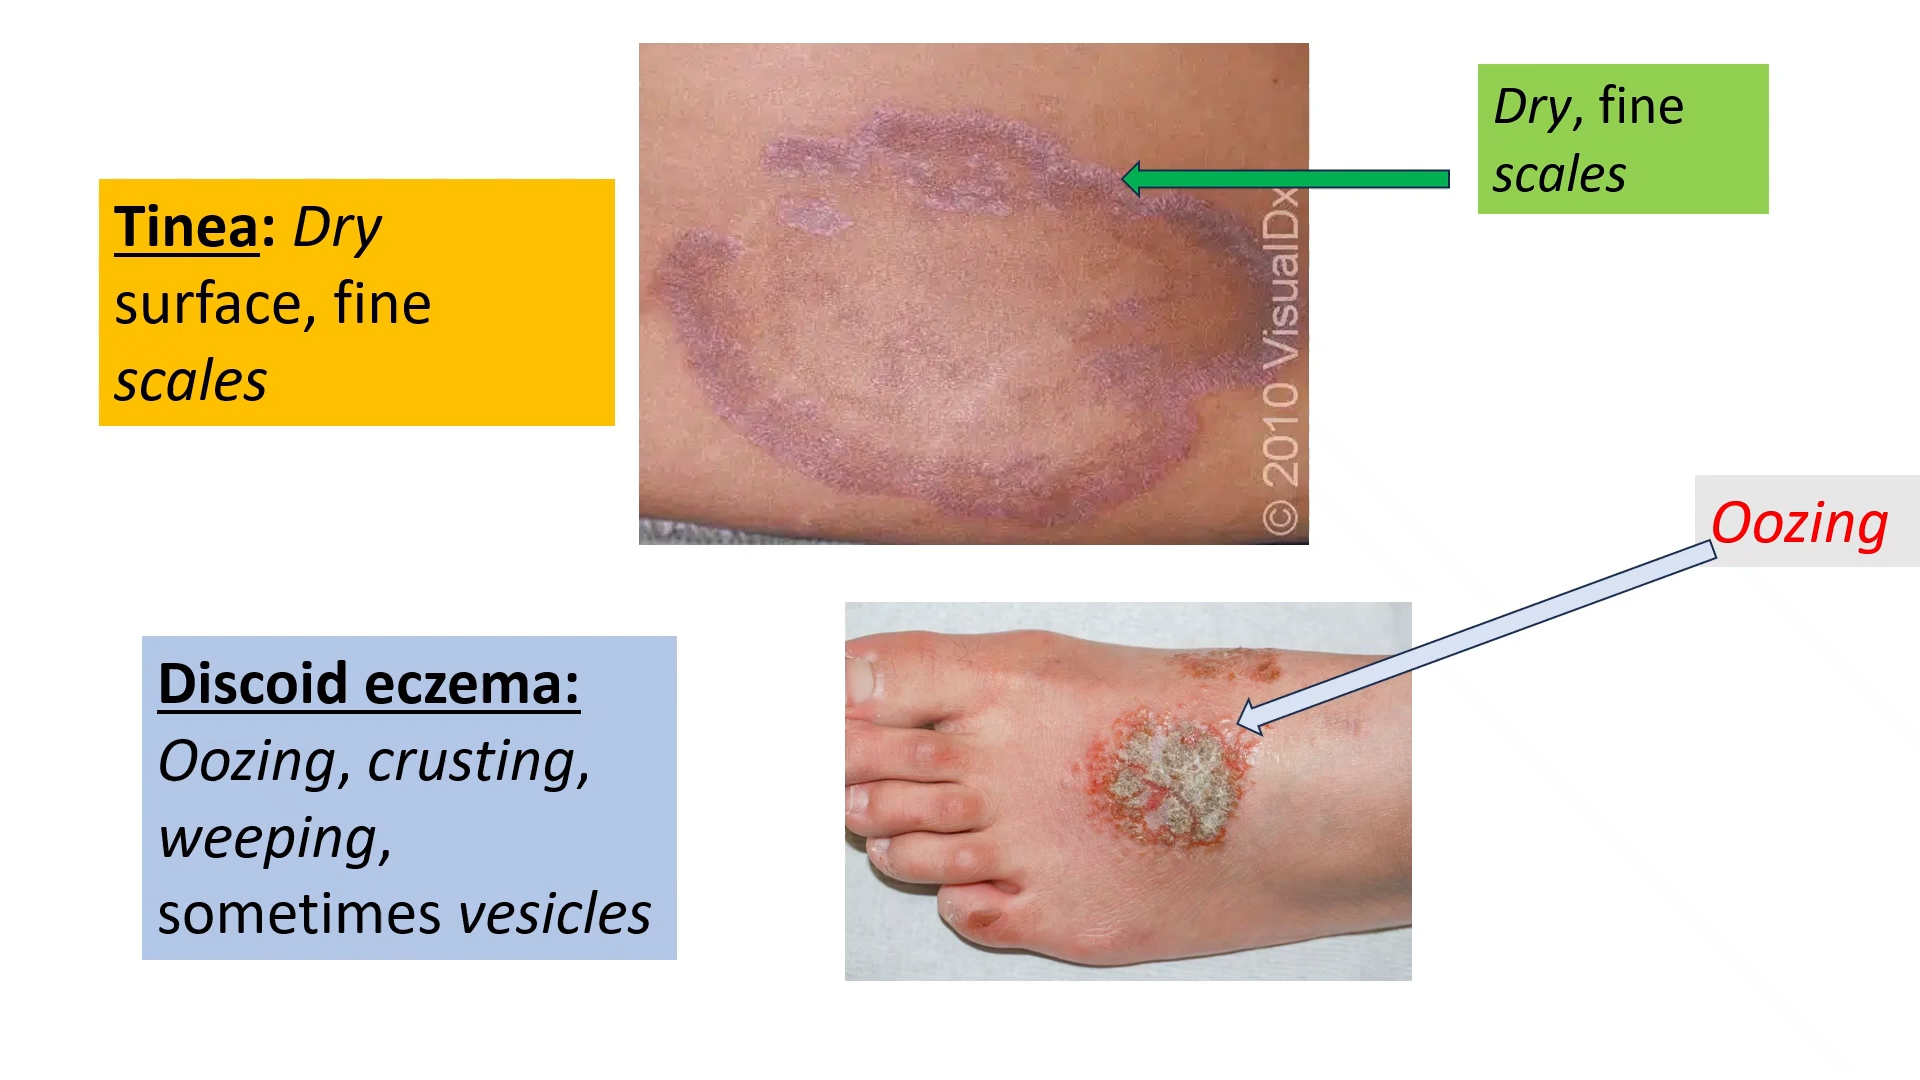 Dry, fine
scales
Tinea: Dry
surface, fine
scales
© 2010 VisualDx
Oozing
Discoid eczema:
Oozing, crusting,
weeping,
sometimes vesicles